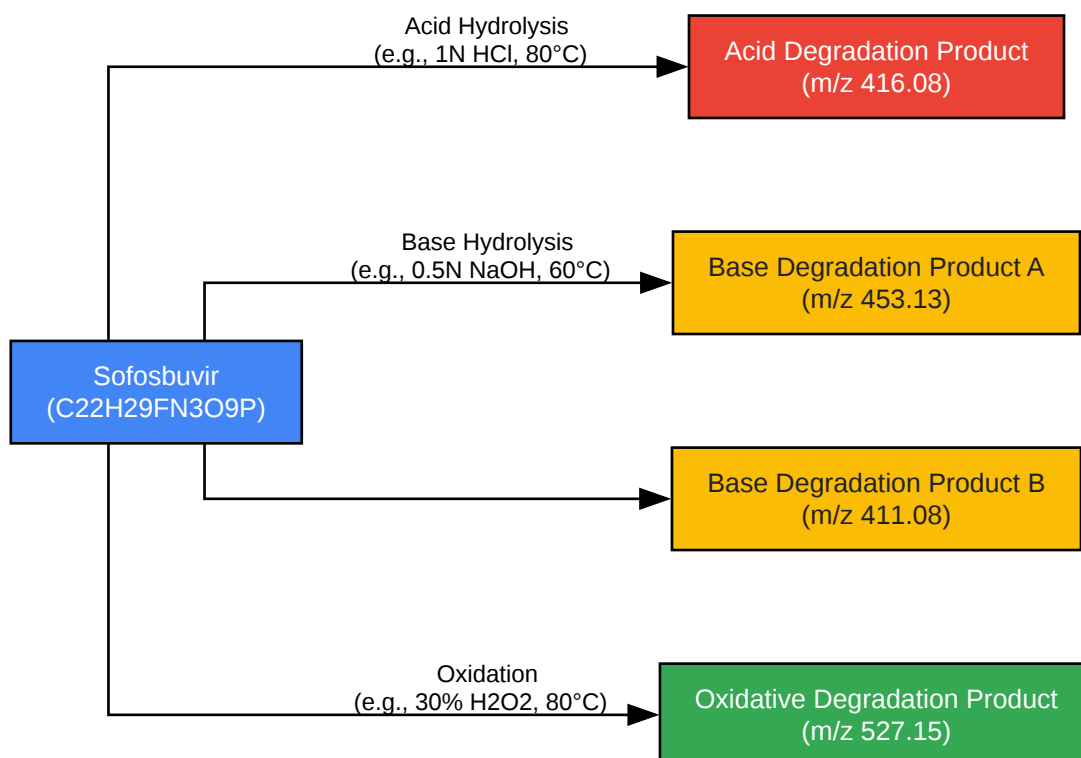 Acid Hydrolysis
(e.g., 1N HCl, 80°C)
Acid Degradation Product
(m/z 416.08)
Base Hydrolysis
(e.g., 0.5N NaOH, 60°C)
Base Degradation Product A
(m/z 453.13)
Sofosbuvir
(C22H29FN3O9P)
Base Degradation Product B
(m/z 411.08)
Oxidation
(e.g., 30% H2O2, 80°C)
Oxidative Degradation Product
(m/z 527.15)